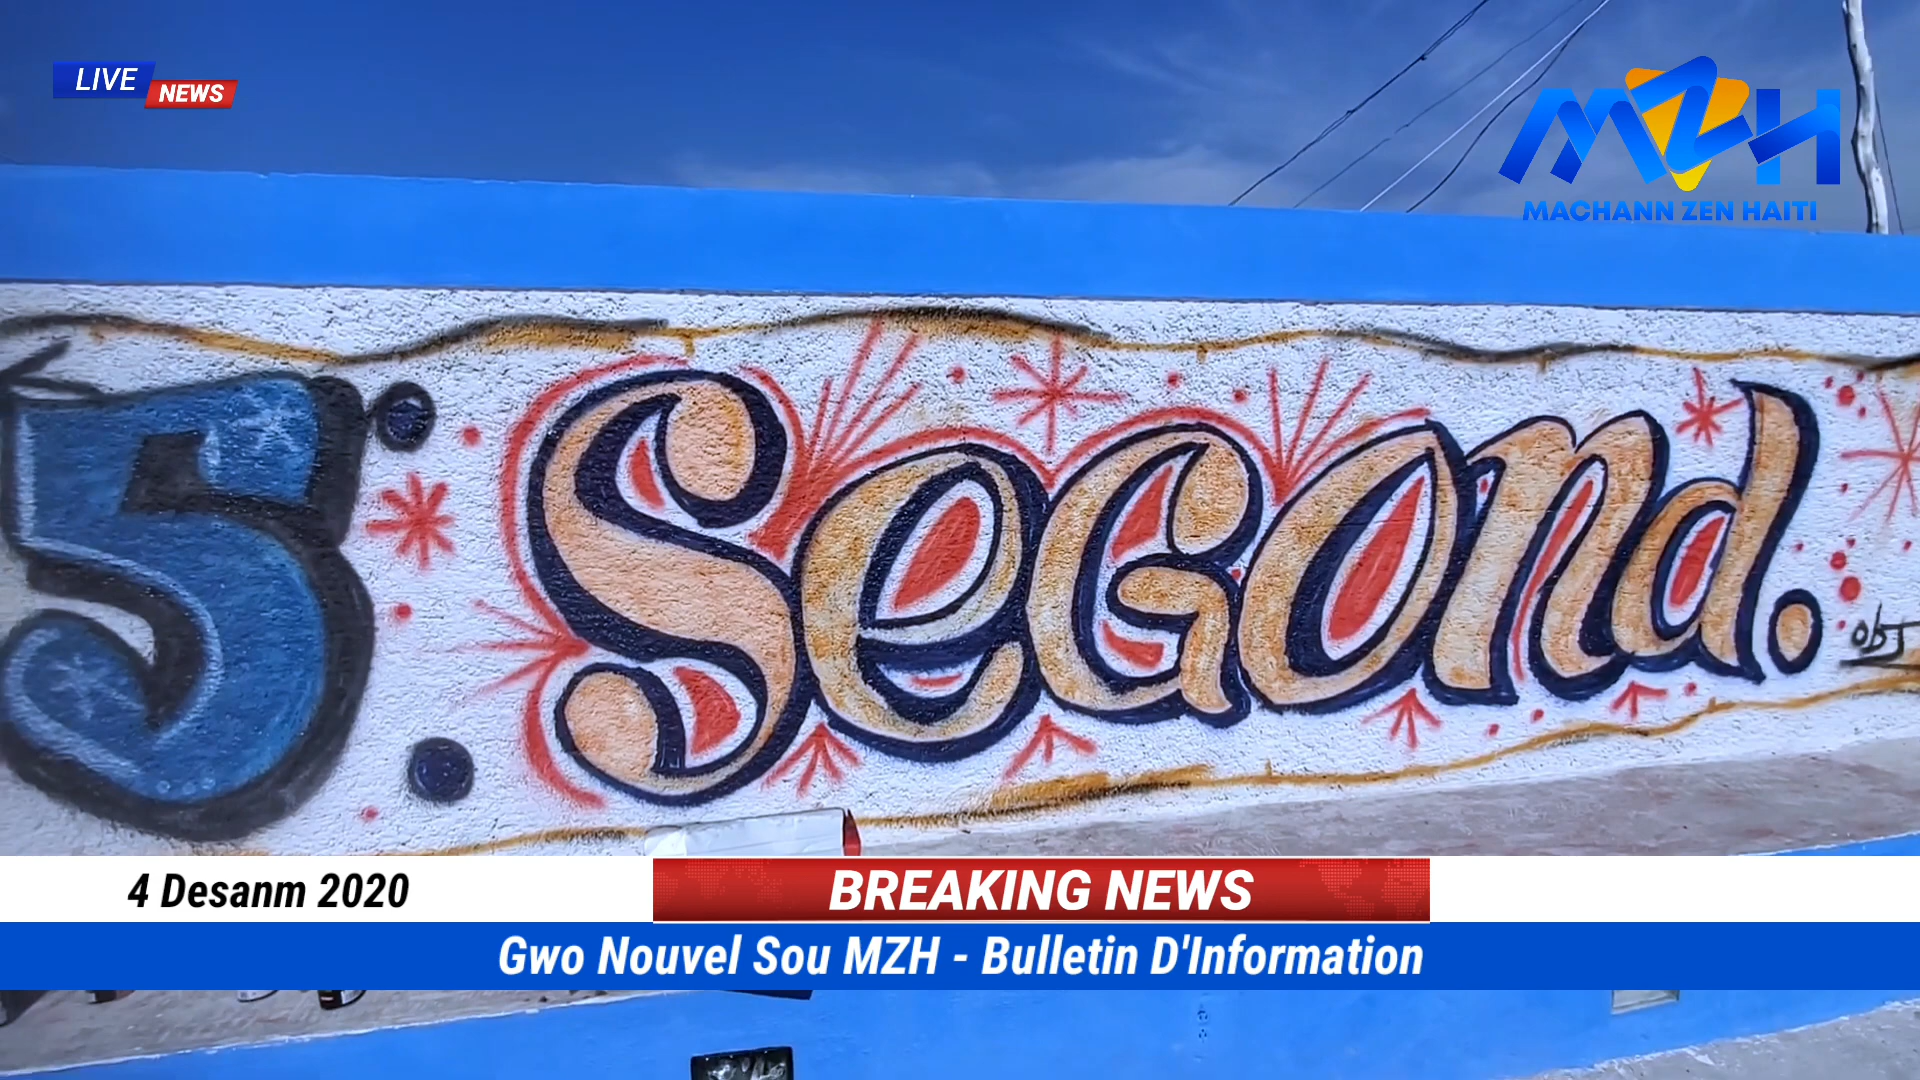 LIVE
NEWS
MZH
MACHANN ZEN HAITI
5 SeGond.
4 Desanm 2020
BREAKING NEWS
Gwo Nouvel Sou MZH - Bulletin D'Information